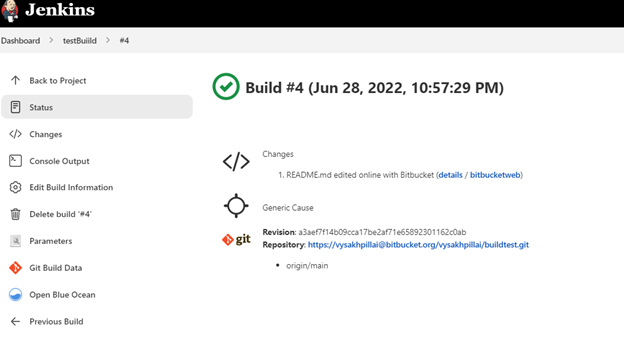 Jenkins
Dashboard > testBuiild > #4
Back to Project
Status
Changes
Console Output
Edit Build Information
Delete build '#4'
Parameters
Git Build Data
Open Blue Ocean
Previous Build
Build #4 (Jun 28, 2022, 10:57:29 PM)
Changes
1. README.md edited online with Bitbucket (details / bitbucketweb)
Generic Cause
git
Revision: a3aef7f14b09cca17be2af71e65892301162c0ab
Repository: https://vysakhpillai@bitbucket.org/vysakhpillai/buildtest.git
• origin/main